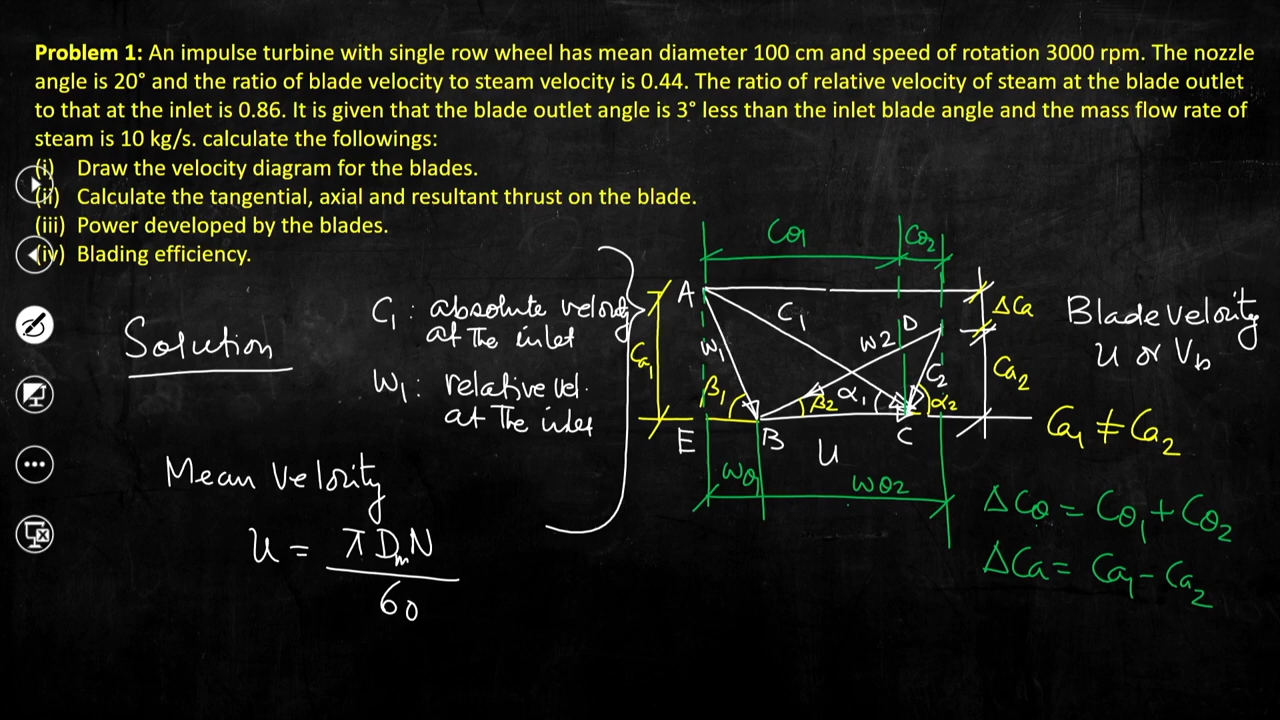 Problem 1: An impulse turbine with single row wheel has mean diameter 100 cm and speed of rotation 3000 rpm. The nozzle
angle is 20° and the ratio of blade velocity to steam velocity is 0.44. The ratio of relative velocity of steam at the blade outlet
to that at the inlet is 0.86. It is given that the blade outlet angle is 3° less than the inlet blade angle and the mass flow rate of
steam is 10 kg/s. calculate the followings:
(i) Draw the velocity diagram for the blades.
(ii) Calculate the tangential, axial and resultant thrust on the blade.
(iii) Power developed by the blades.
(iv) Blading efficiency.
Solution
C₁ : absolute velocity
at The inlet
W₁ : relative vel.
at The inlet
Mean Velocity
u = πDₘN
60
Cθ₁
Cθ₂
A
C₁
D
ΔCa
W₁
W2
Ca₁
C₂
Ca₂
β₁
β₂
α₁
α₂
E
B
U
C
Wθ₁
Wθ2
Blade velocity
u or V_b
Ca₁ ≠ Ca₂
ΔCθ = Cθ₁ + Cθ₂
ΔCa = Ca₁ - Ca₂